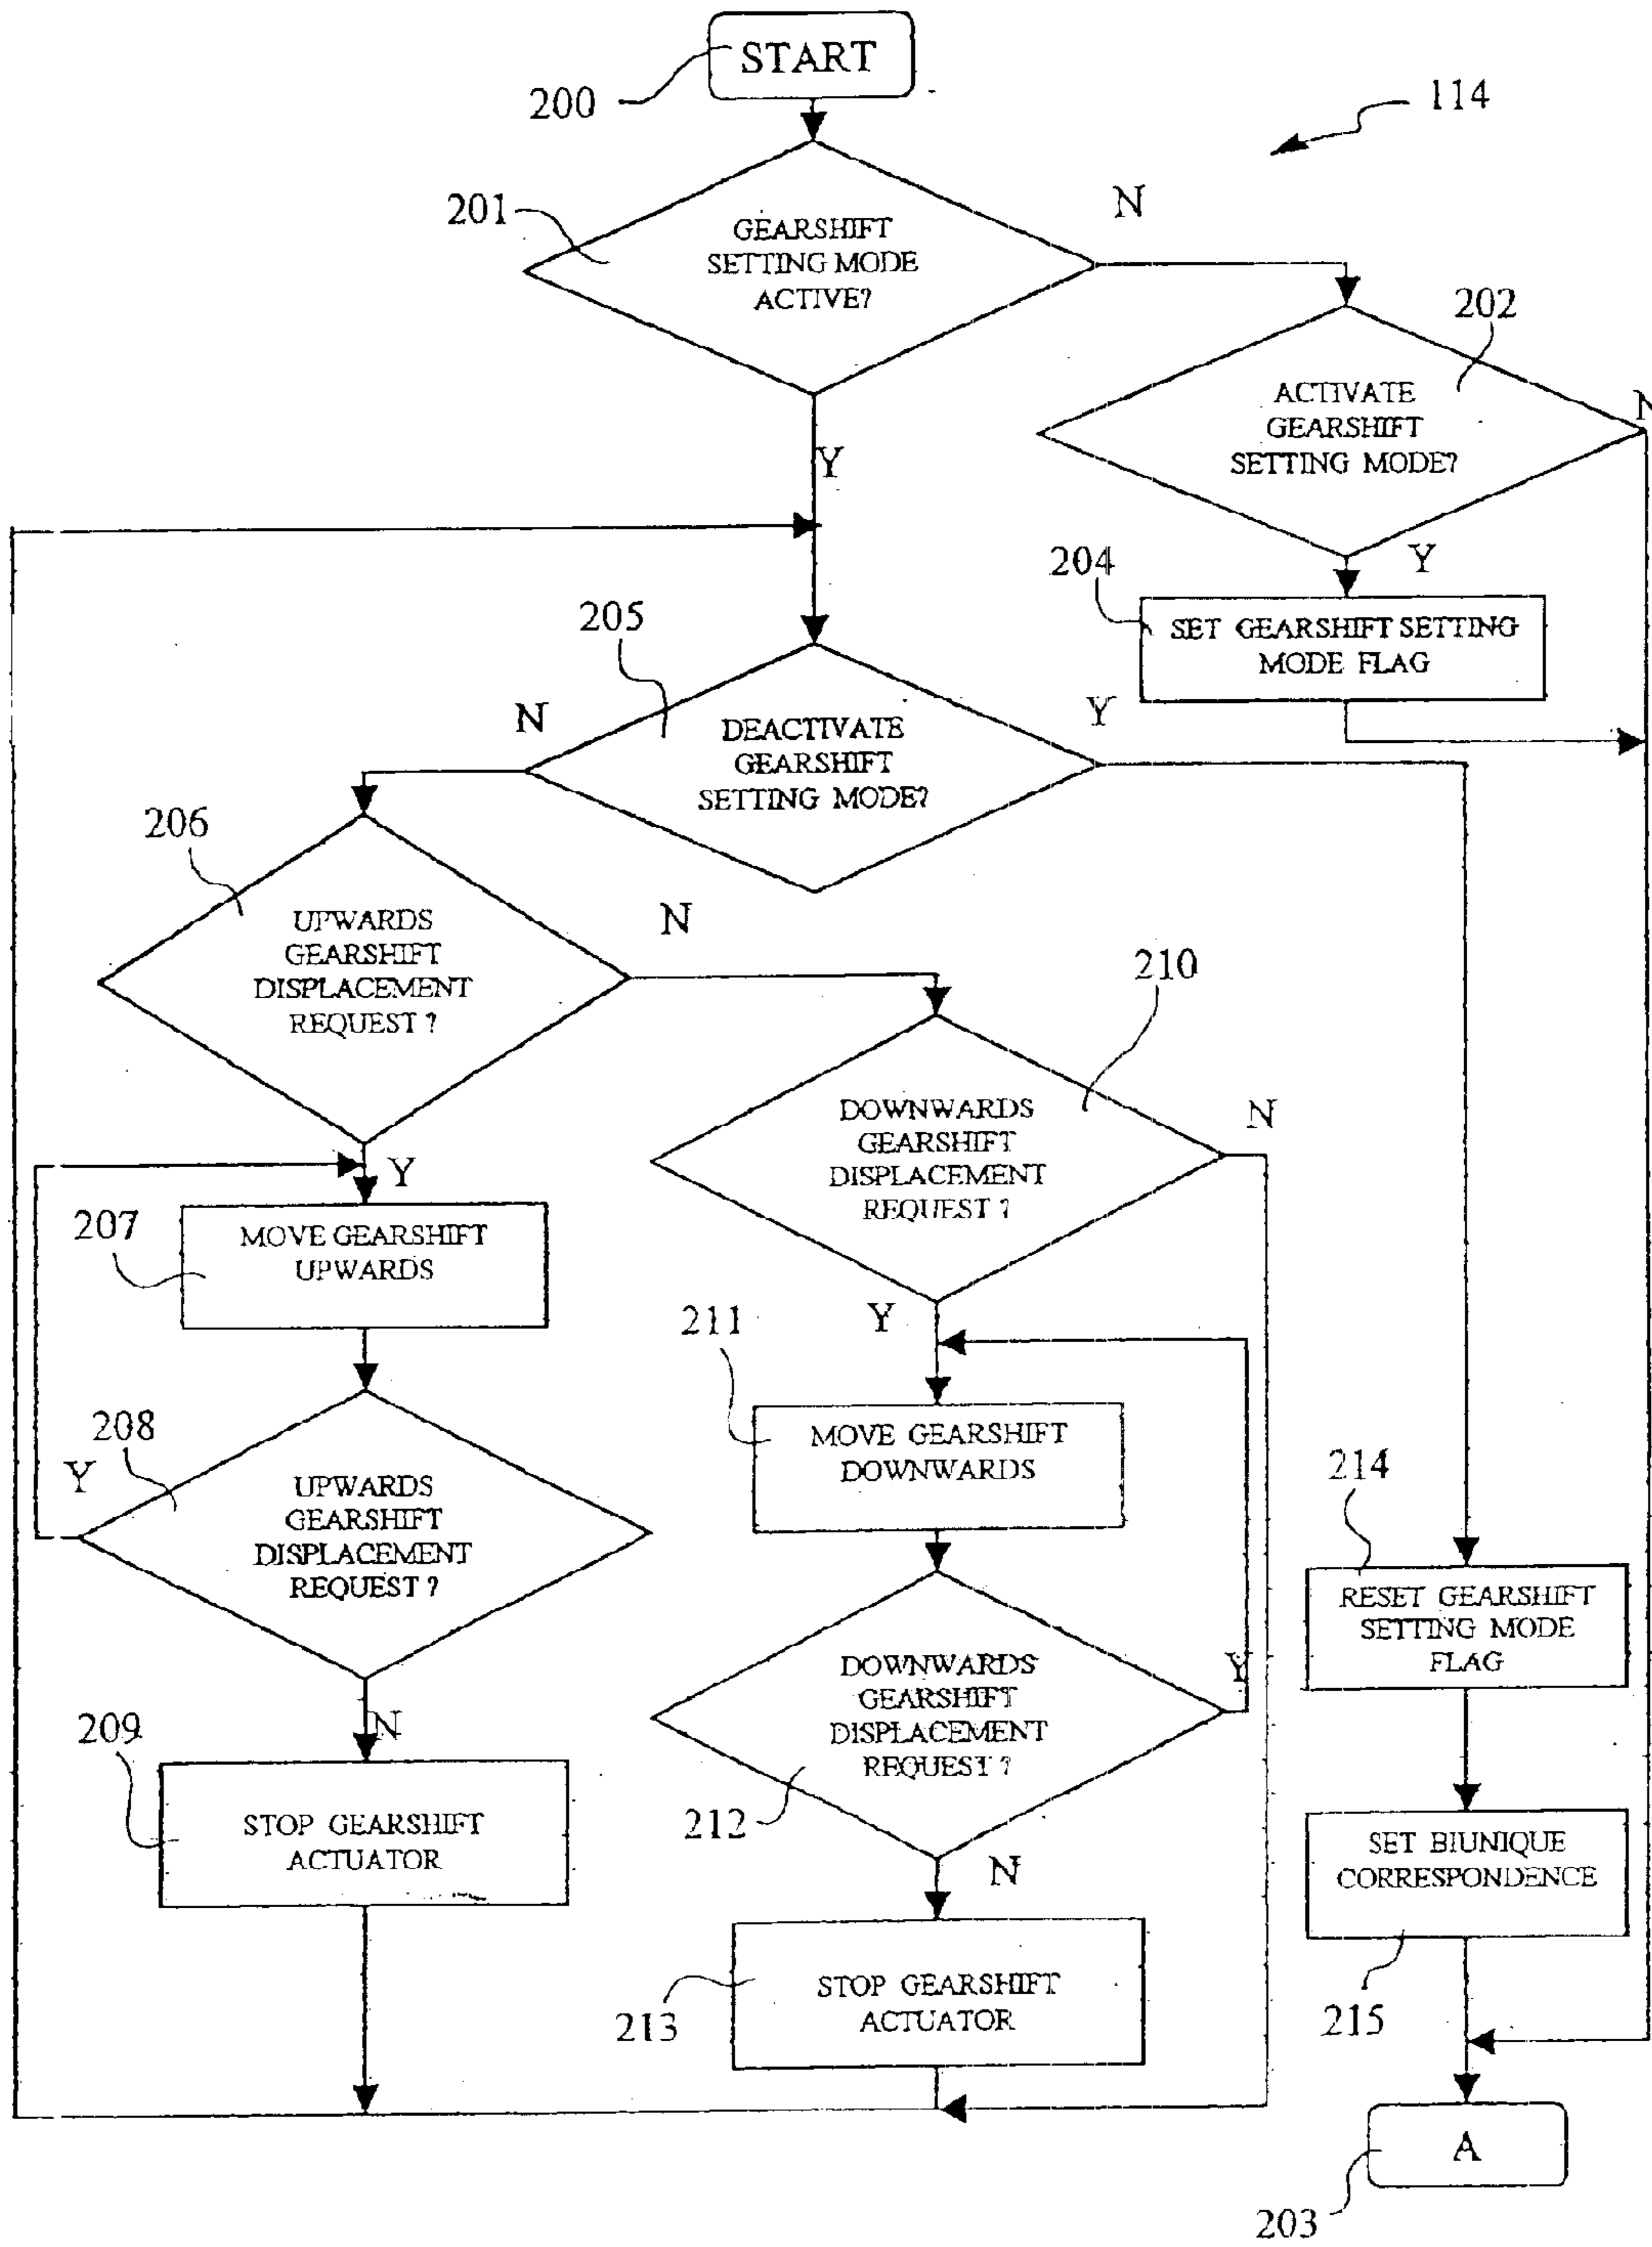 START
200
114
201
GEARSHIFT
SETTING MODE
ACTIVE?
N
202
ACTIVATE
GEARSHIFT
SETTING MODE?
N
Y
Y
204
SET GEARSHIFT SETTING
MODE FLAG
205
N
DEACTIVATE
GEARSHIFT
SETTING MODE?
Y
206
UPWARDS
GEARSHIFT
DISPLACEMENT
REQUEST ?
N
210
DOWNWARDS
GEARSHIFT
DISPLACEMENT
REQUEST ?
N
Y
207
MOVE GEARSHIFT
UPWARDS
Y
211
MOVE GEARSHIFT
DOWNWARDS
208
Y
UPWARDS
GEARSHIFT
DISPLACEMENT
REQUEST ?
214
RESET GEARSHIFT
SETTING MODE
FLAG
DOWNWARDS
GEARSHIFT
DISPLACEMENT
REQUEST ?
Y
212
N
209
STOP GEARSHIFT
ACTUATOR
N
SET BIUNIQUE
CORRESPONDENCE
213
STOP GEARSHIFT
ACTUATOR
215
A
203